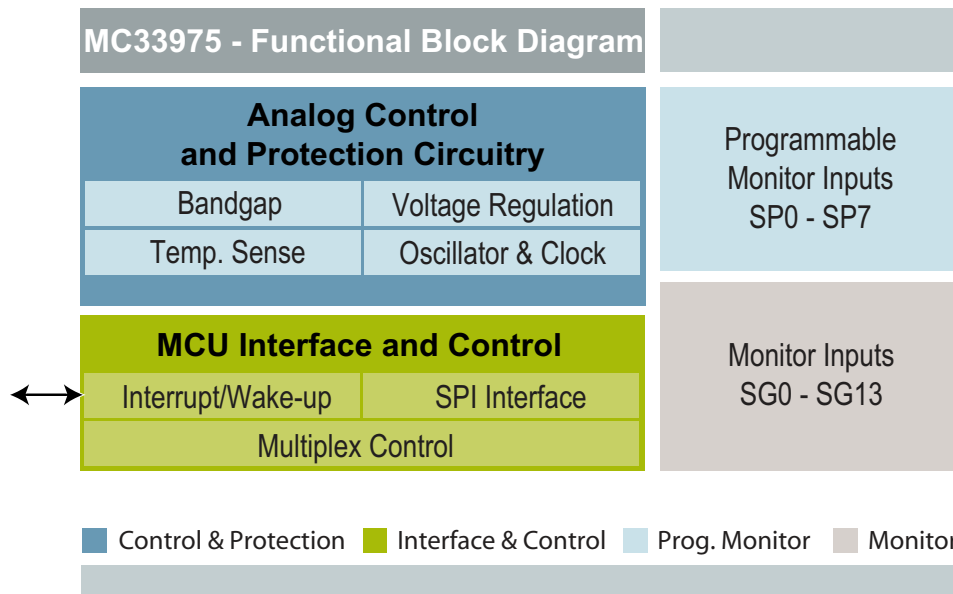 MC33975 - Functional Block Diagram
Analog Control
and Protection Circuitry
Bandgap
Voltage Regulation
Temp. Sense
Oscillator & Clock
MCU Interface and Control
Interrupt/Wake-up
SPI Interface
Multiplex Control
Programmable
Monitor Inputs
SP0 - SP7
Monitor Inputs
SG0 - SG13
Control & Protection
Interface & Control
Prog. Monitor
Monitor